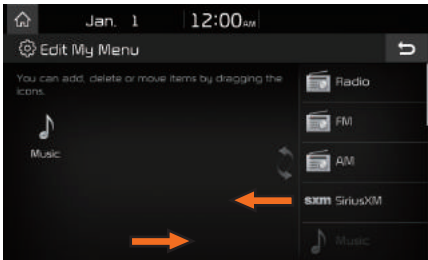 Jan. 1 12:00AM
Edit My Menu
You can add, delete or move items by dragging the
icons.
Music
Radio
FM
AM
sxm SiriusXM
Music